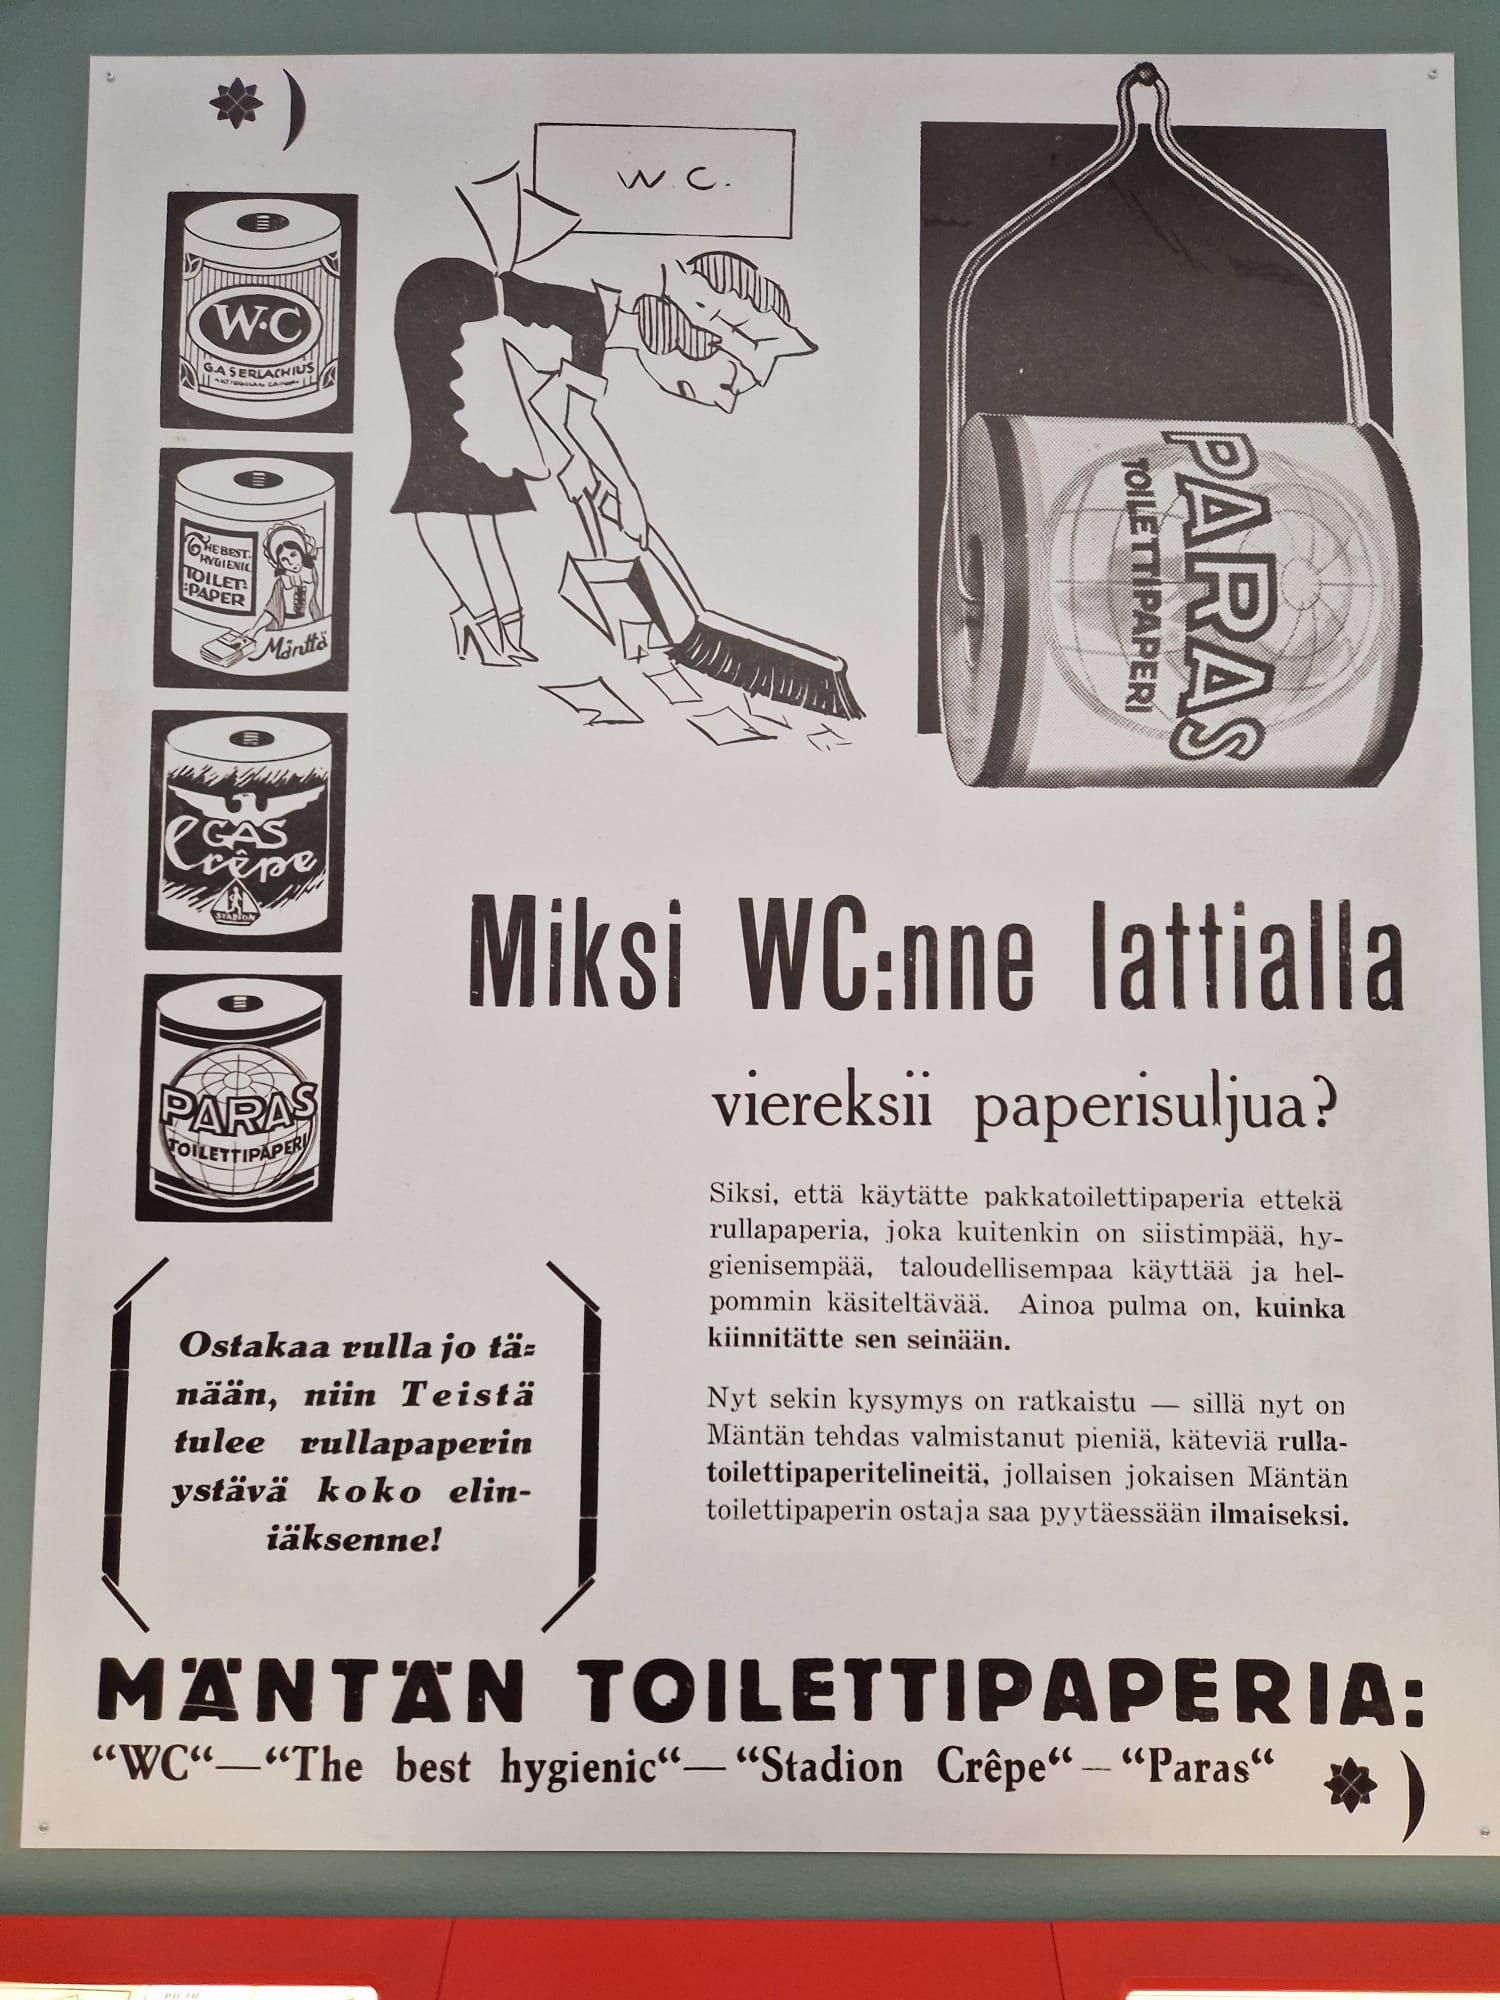 W. C.
W·C
G.A SERLACHIUS
THE BEST
HYGIENIC
TOILET:
:PAPER
Mänttä
GAS
Crêpe
STADION
PARAS
TOILETTIPAPERI
PARAS
TOILETTIPAPERI
Miksi WC:nne lattialla
viereksii paperisuljua?
Siksi, että käytätte pakkatoilettipaperia ettekä
rullapaperia, joka kuitenkin on siistimpää, hy-
gienisempää, taloudellisempaa käyttää ja hel-
pommin käsiteltävää. Ainoa pulma on, kuinka
kiinnitätte sen seinään.
Nyt sekin kysymys on ratkaistu — sillä nyt on
Mäntän tehdas valmistanut pieniä, käteviä rulla-
toilettipaperitelineitä, jollaisen jokaisen Mäntän
toilettipaperin ostaja saa pyytäessään ilmaiseksi.
Ostakaa rulla jo tä=
nään, niin Teistä
tulee rullapaperin
ystävä koko elin-
iäksenne!
MÄNTÄN TOILETTIPAPERIA:
“WC“—“The best hygienic“—“Stadion Crêpe“—“Paras“